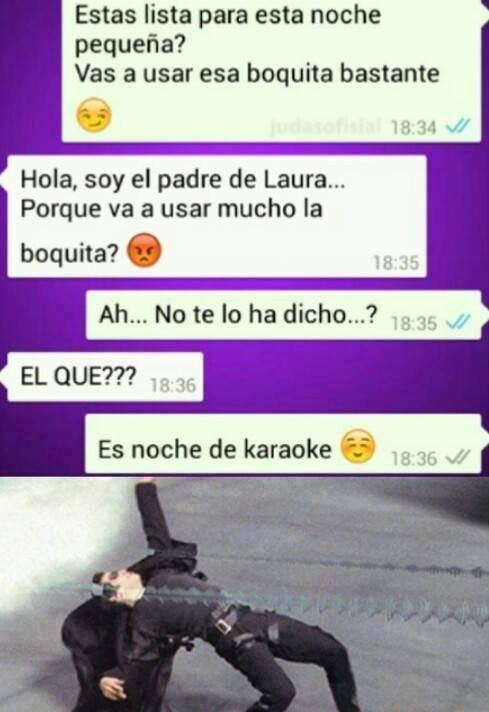 Estas lista para esta noche
pequeña?
Vas a usar esa boquita bastante
😏
judasofisial 18:34
Hola, soy el padre de Laura...
Porque va a usar mucho la
boquita? 😡
18:35
Ah... No te lo ha dicho...? 18:35
EL QUE??? 18:36
Es noche de karaoke ☺️ 18:36